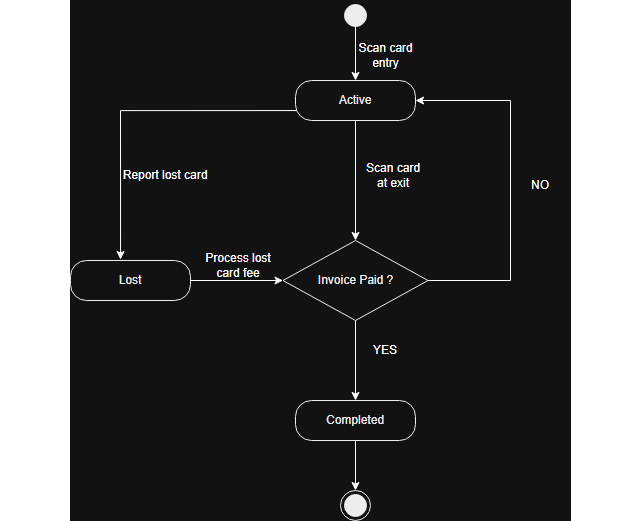 Scan card
entry
Active
Report lost card
Scan card
at exit
NO
Lost
Process lost
card fee
Invoice Paid ?
YES
Completed